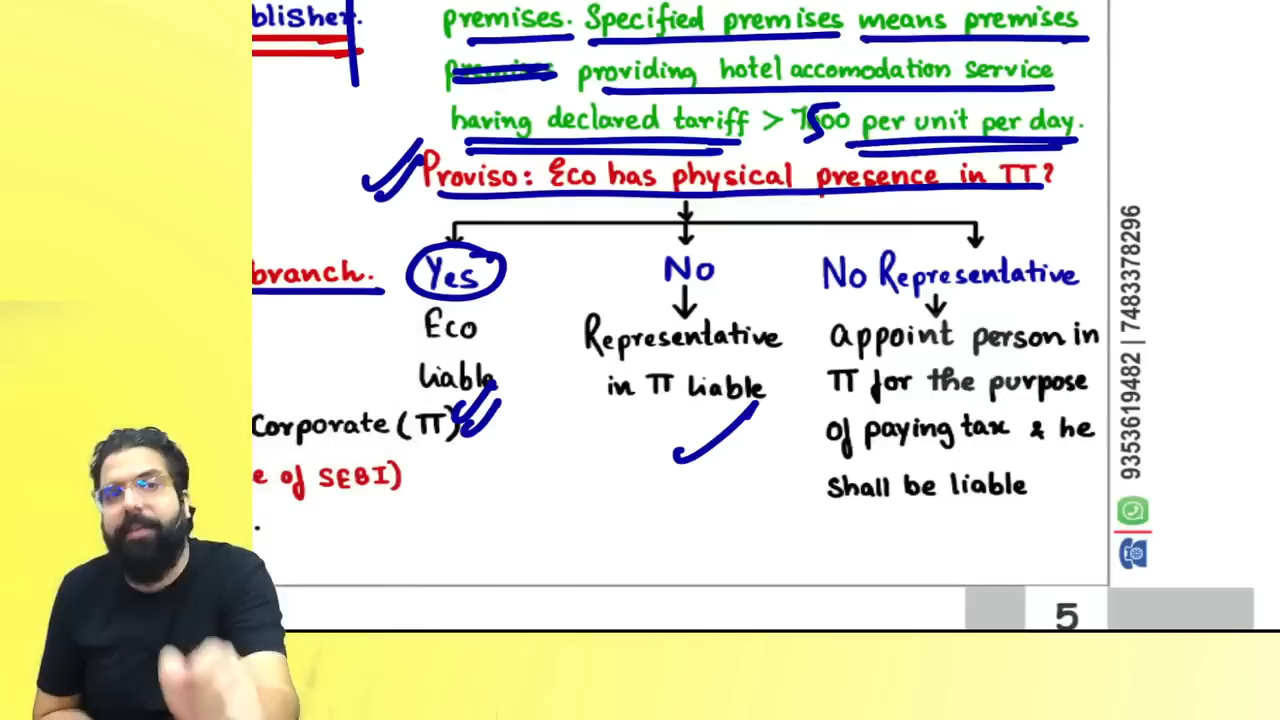 blisher.
premises. Specified premises means premises
providing hotel accomodation service
having declared tariff > 7500 per unit per day.
Proviso: Eco has physical presence in TT?
branch.
Yes
No
No Representative
Eco
liable
Representative
in TT liable
appoint person in
TT for the purpose
of paying tax & he
shall be liable
Corporate (TT)
e of SEBI)
.
5
9353619482 | 7483378296